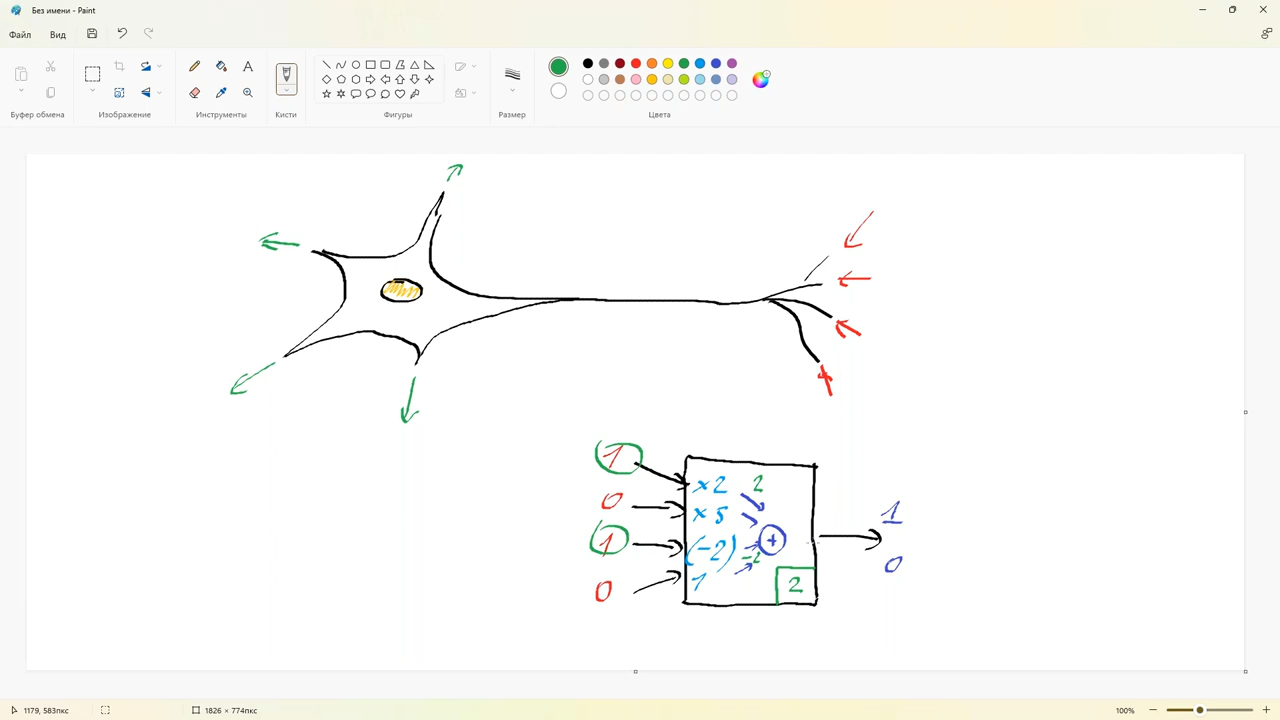 Без имени - Paint
Файл Вид
Буфер обмена Изображение Инструменты Кисти Фигуры Размер Цвета
1 ×2 2
0 ×5 1
1 (-2) + -2
0 1 2 0
1179, 583пкс 1826 × 774пкс 100%